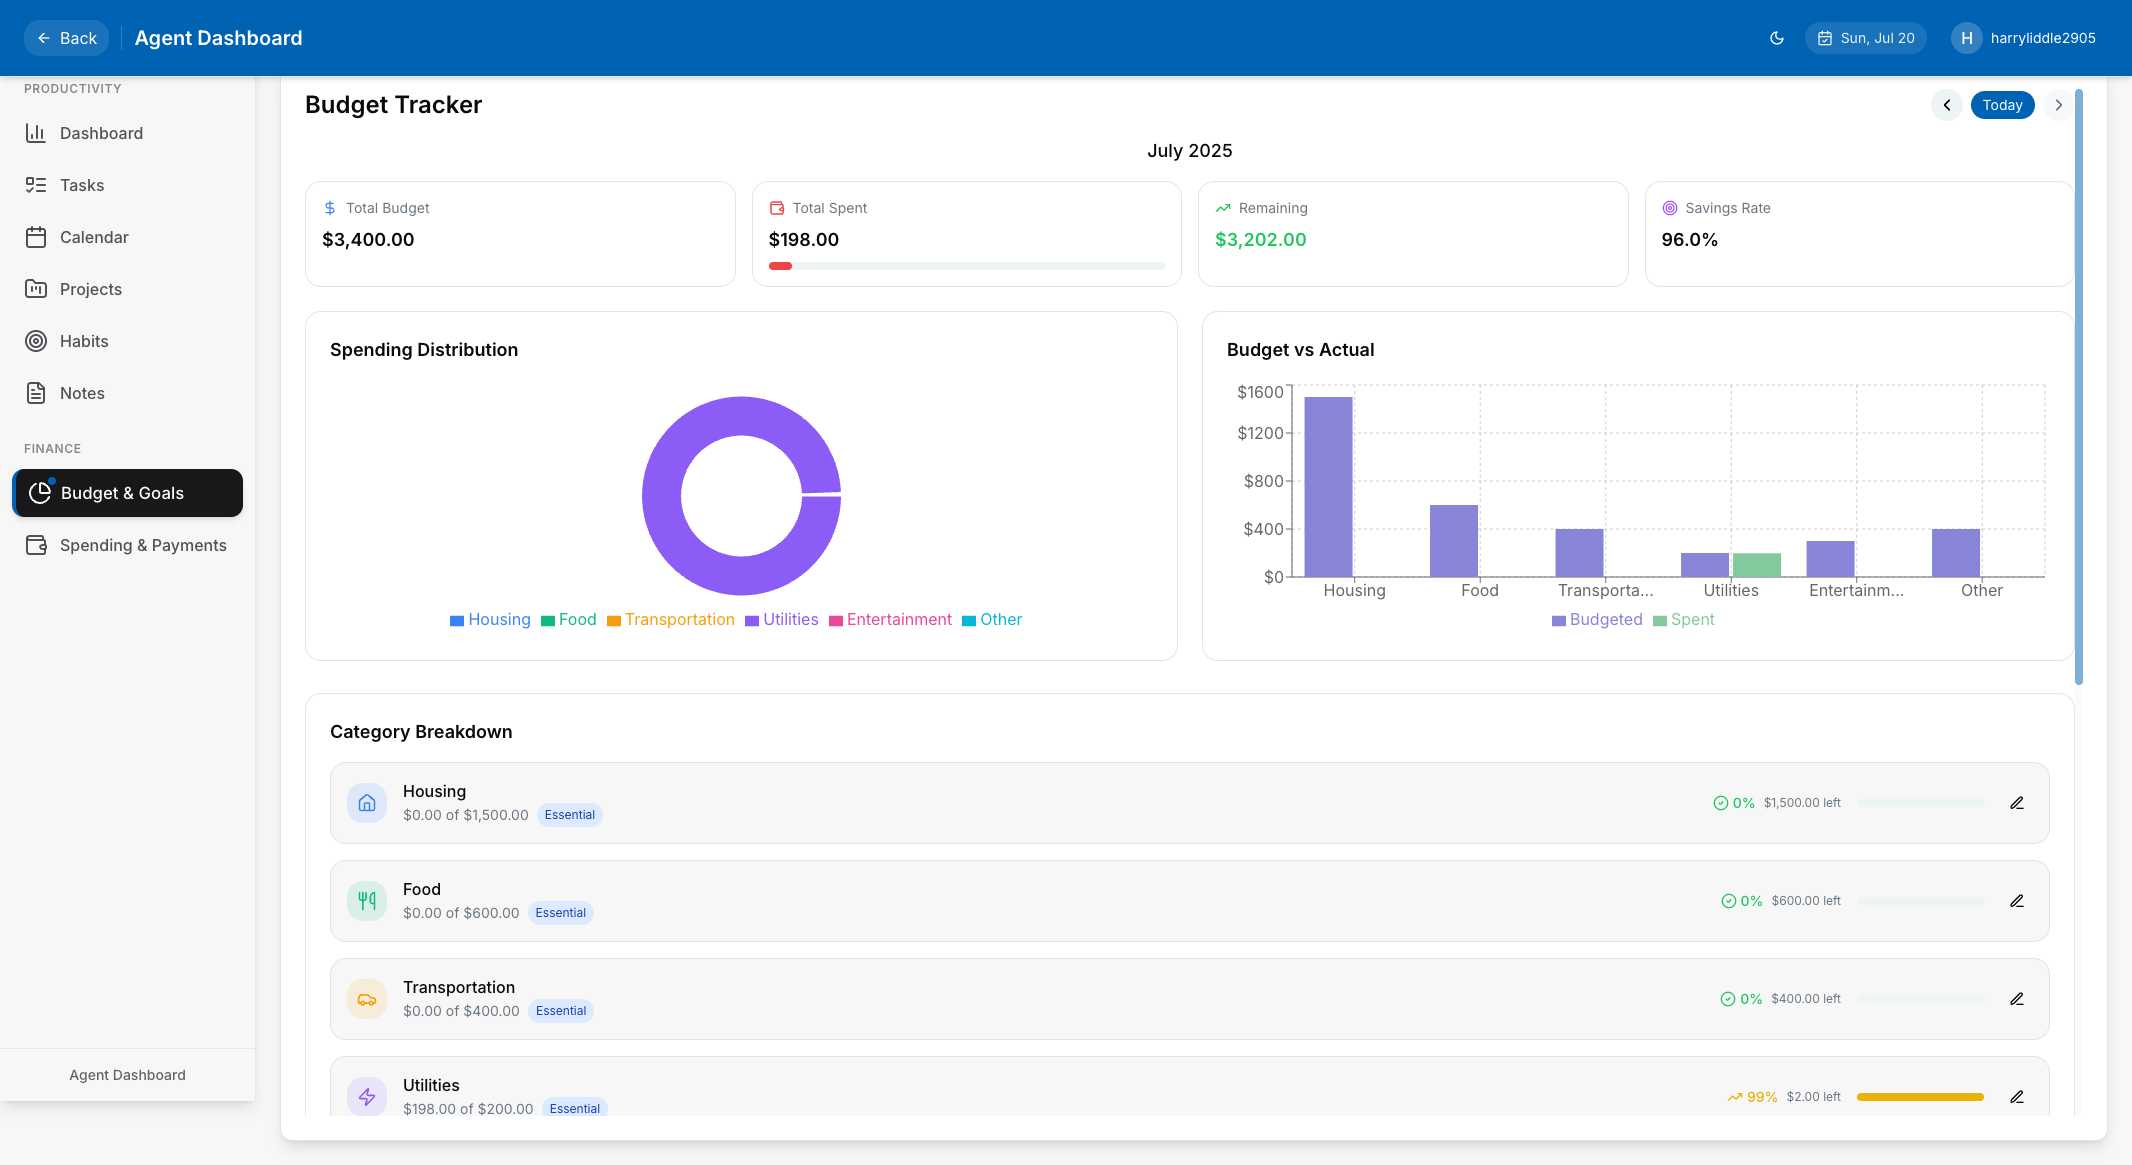 Back
Agent Dashboard
Sun, Jul 20
H
harryliddle2905
PRODUCTIVITY
Dashboard
Tasks
Calendar
Projects
Habits
Notes
FINANCE
Budget & Goals
Spending & Payments
Agent Dashboard
Budget Tracker
Today
July 2025
Total Budget
$3,400.00
Total Spent
$198.00
Remaining
$3,202.00
Savings Rate
96.0%
Spending Distribution
Housing Food Transportation Utilities Entertainment Other
Budget vs Actual
$1600
$1200
$800
$400
$0
Housing Food Transporta... Utilities Entertainm... Other
Budgeted Spent
Category Breakdown
Housing
$0.00 of $1,500.00 Essential
0% $1,500.00 left
Food
$0.00 of $600.00 Essential
0% $600.00 left
Transportation
$0.00 of $400.00 Essential
0% $400.00 left
Utilities
$198.00 of $200.00 Essential
99% $2.00 left